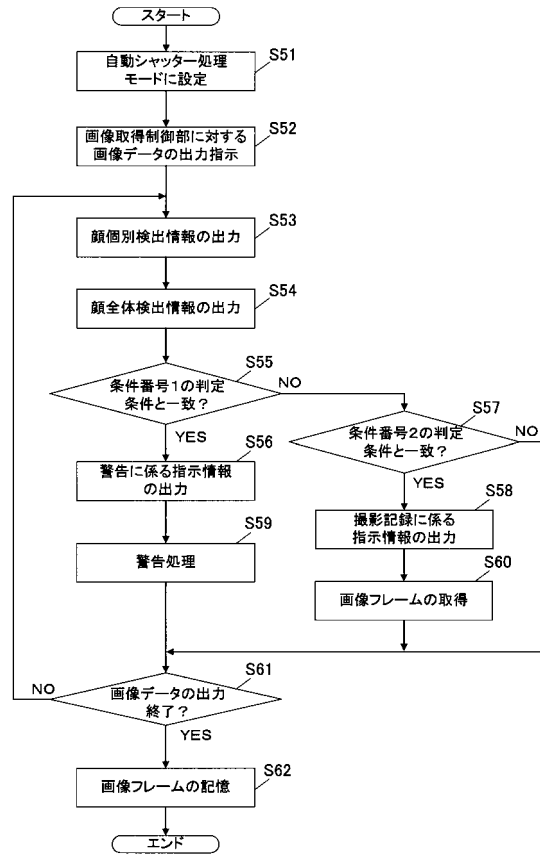 スタート
S51
自動シャッター処理
モードに設定
S52
画像取得制御部に対する
画像データの出力指示
S53
顔個別検出情報の出力
S54
顔全体検出情報の出力
S55
条件番号1の判定
条件と一致?
NO
YES
S57
条件番号2の判定
条件と一致?
NO
YES
S56
警告に係る指示情報
の出力
S58
撮影記録に係る
指示情報の出力
S59
警告処理
S60
画像フレームの取得
S61
画像データの出力
終了?
NO
YES
S62
画像フレームの記憶
エンド